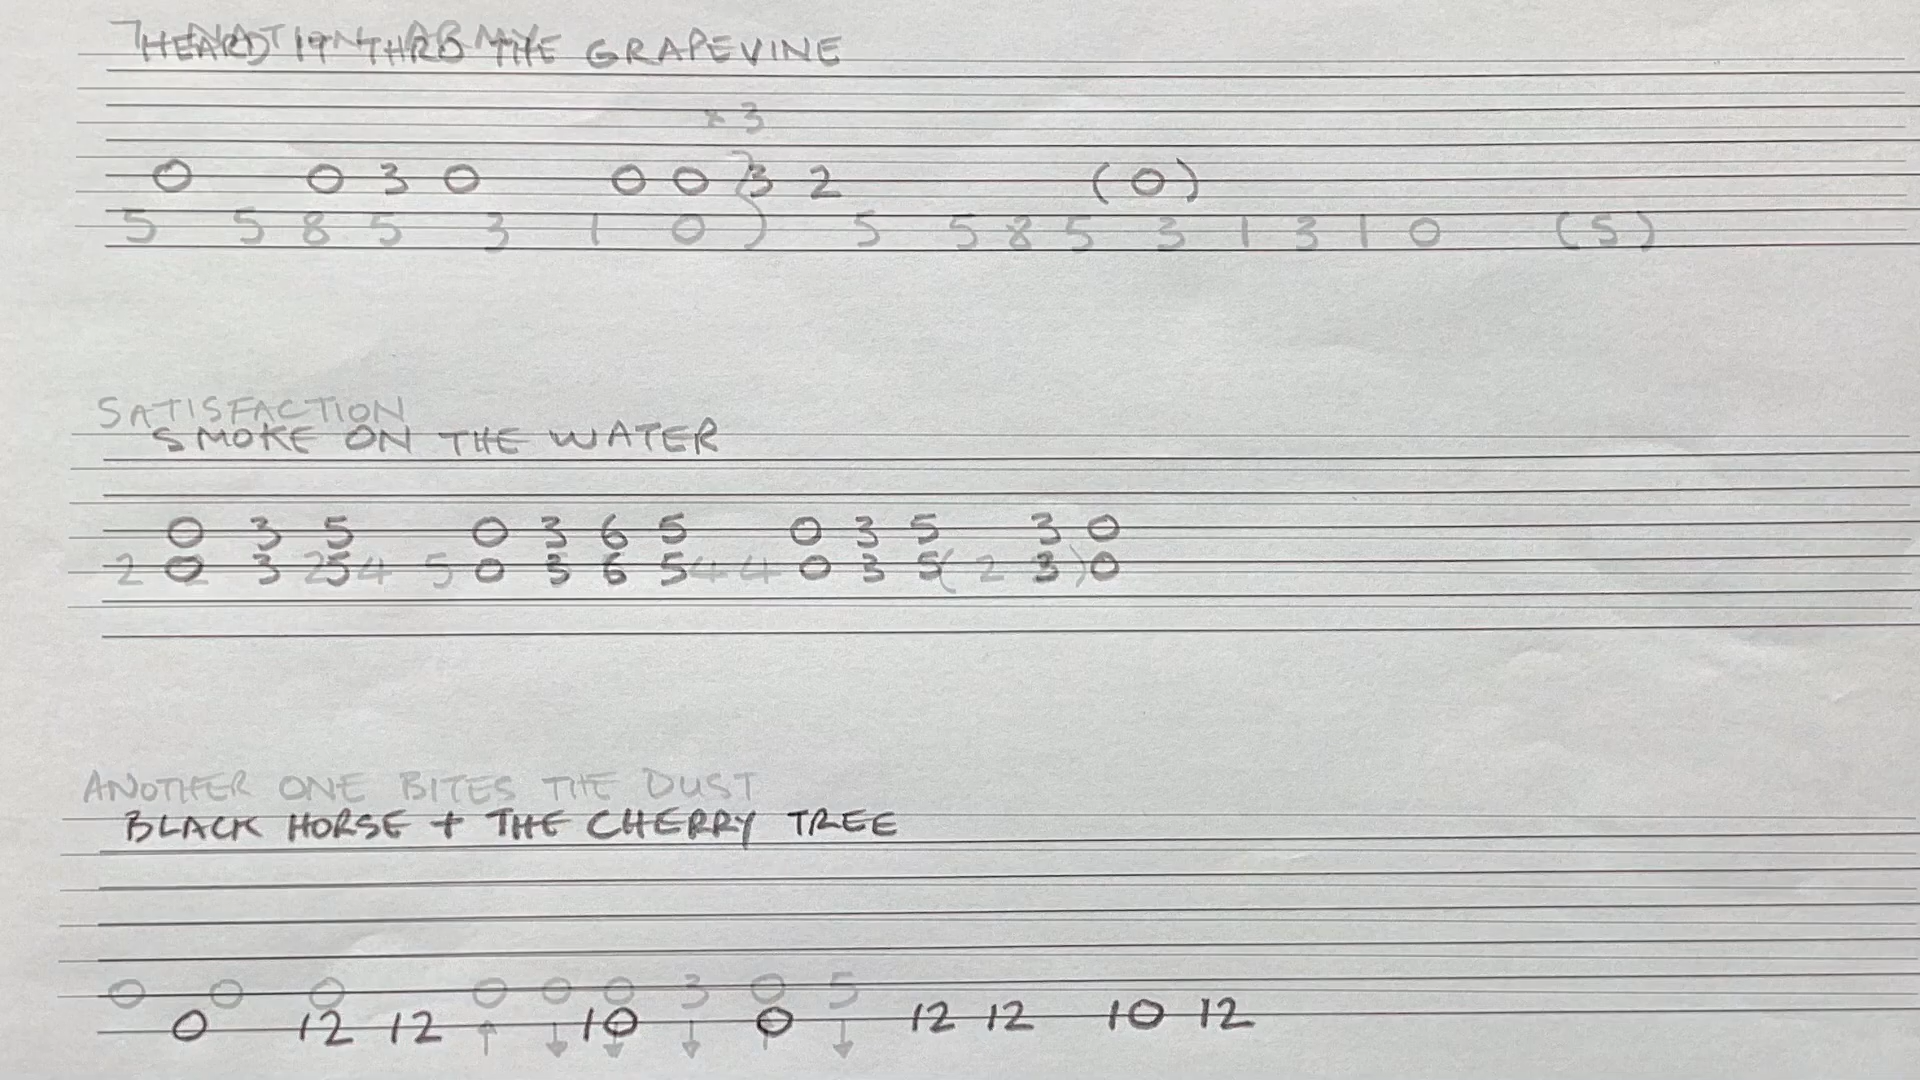 HEARD IT THRO THE GRAPEVINE
x 3
0 0 3 0 0 0 3 2 (0)
5 5 8 5 3 1 0 ) 5 5 8 5 3 1 3 1 0 (5)
SATISFACTION
SMOKE ON THE WATER
0 3 5 0 3 6 5 0 3 5 3 0
0 3 5 0 3 6 5 0 3 5 3 0
2 2 2 4 5 4 4 ( 2 )
ANOTHER ONE BITES THE DUST
BLACK HORSE + THE CHERRY TREE
0 0 0 0 0 0 3 0 5
0 12 12 10 0 12 12 10 12
↑ ↓ ↓ ↓ ↑ ↓